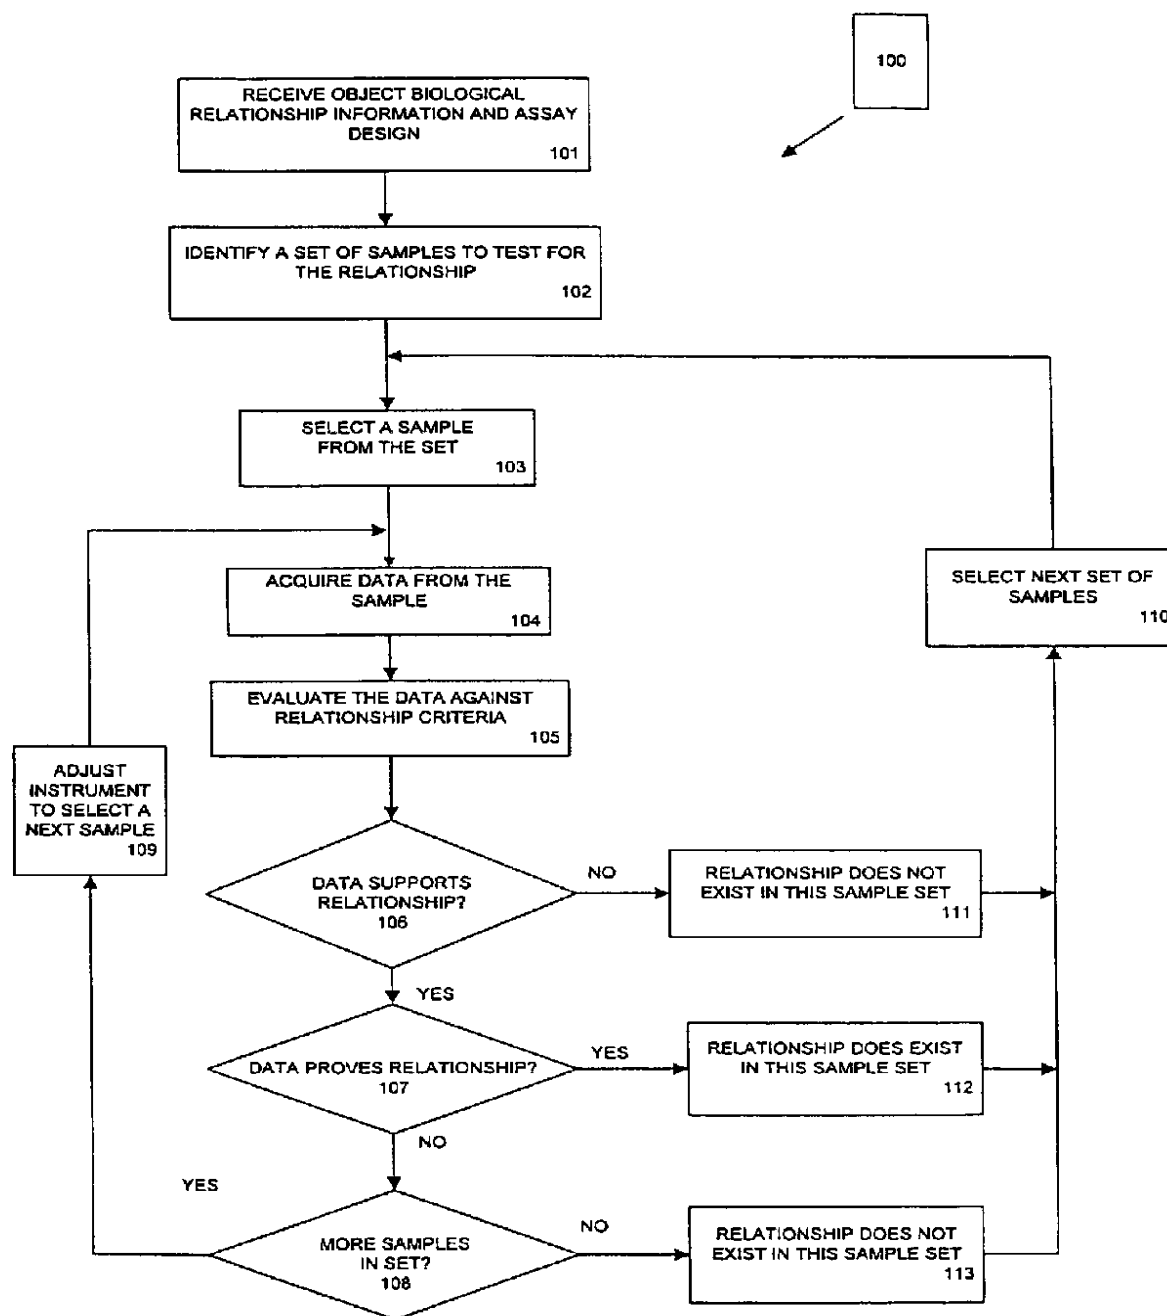 100
RECEIVE OBJECT BIOLOGICAL
RELATIONSHIP INFORMATION AND ASSAY
DESIGN
101
IDENTIFY A SET OF SAMPLES TO TEST FOR
THE RELATIONSHIP
102
SELECT A SAMPLE
FROM THE SET
103
ACQUIRE DATA FROM THE
SAMPLE
104
SELECT NEXT SET OF
SAMPLES
110
EVALUATE THE DATA AGAINST
RELATIONSHIP CRITERIA
105
ADJUST
INSTRUMENT
TO SELECT A
NEXT SAMPLE
109
DATA SUPPORTS
RELATIONSHIP?
106
NO
RELATIONSHIP DOES NOT
EXIST IN THIS SAMPLE SET
111
YES
DATA PROVES RELATIONSHIP?
107
YES
RELATIONSHIP DOES EXIST
IN THIS SAMPLE SET
112
NO
YES
MORE SAMPLES
IN SET?
108
NO
RELATIONSHIP DOES NOT
EXIST IN THIS SAMPLE SET
113